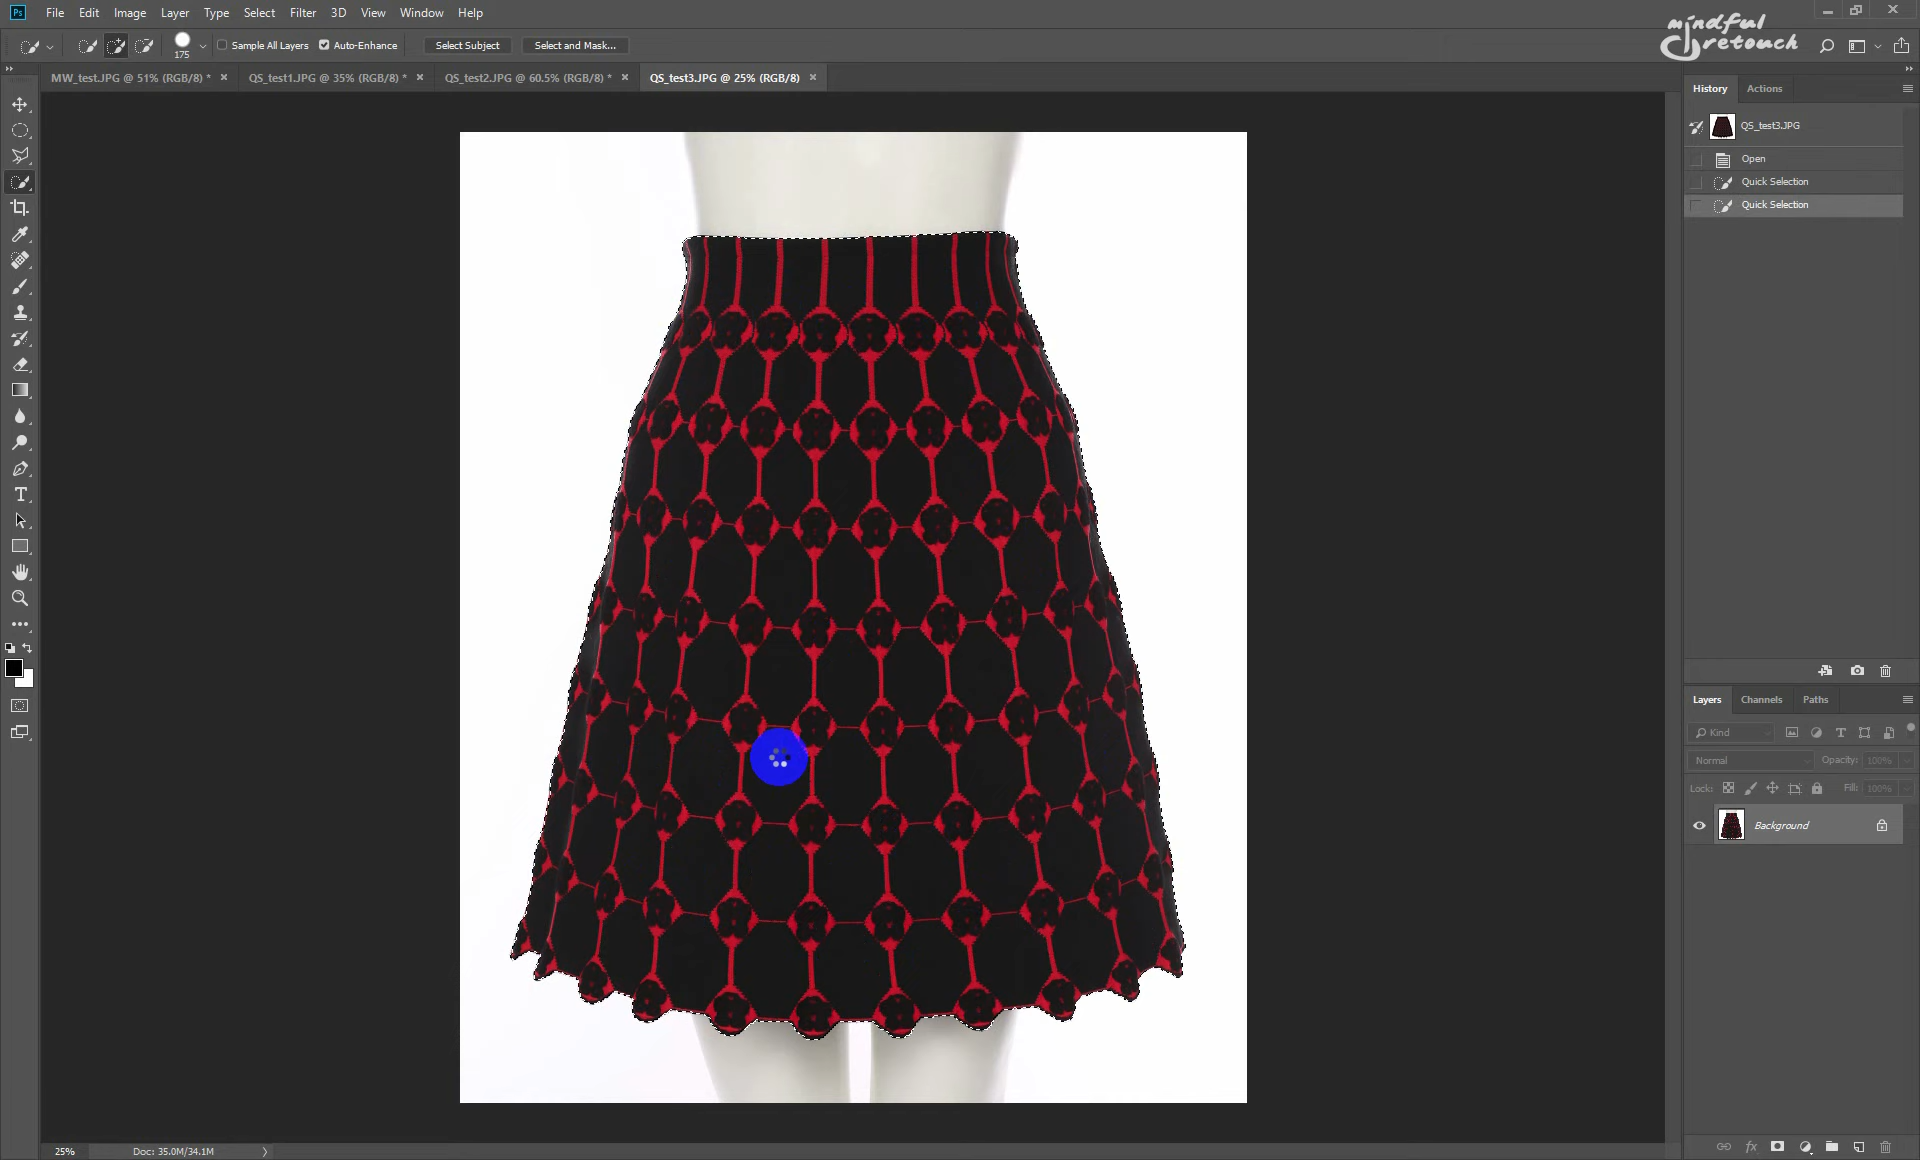 Ps File Edit Image Layer Type Select Filter 3D View Window Help
mindful
retouch
175 Sample All Layers Auto-Enhance Select Subject Select and Mask...
MW_test.JPG @ 51% (RGB/8) * × QS_test1.JPG @ 35% (RGB/8) * × QS_test2.JPG @ 60.5% (RGB/8) * × QS_test3.JPG @ 25% (RGB/8) ×
History Actions
QS_test3.JPG
Open
Quick Selection
Quick Selection
Layers Channels Paths
Kind
Normal Opacity: 100%
Lock: Fill: 100%
Background
25% Doc: 35.0M/34.1M